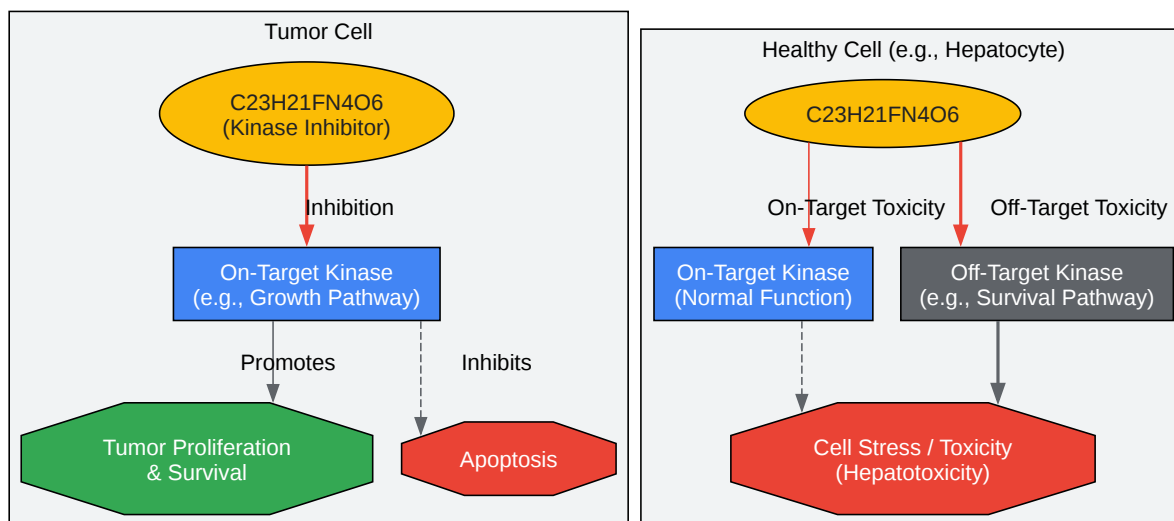 Tumor Cell
C23H21FN4O6
(Kinase Inhibitor)
Inhibition
On-Target Kinase
(e.g., Growth Pathway)
Promotes
Inhibits
Tumor Proliferation
& Survival
Apoptosis
Healthy Cell (e.g., Hepatocyte)
C23H21FN4O6
On-Target Toxicity
Off-Target Toxicity
On-Target Kinase
(Normal Function)
Off-Target Kinase
(e.g., Survival Pathway)
Cell Stress / Toxicity
(Hepatotoxicity)